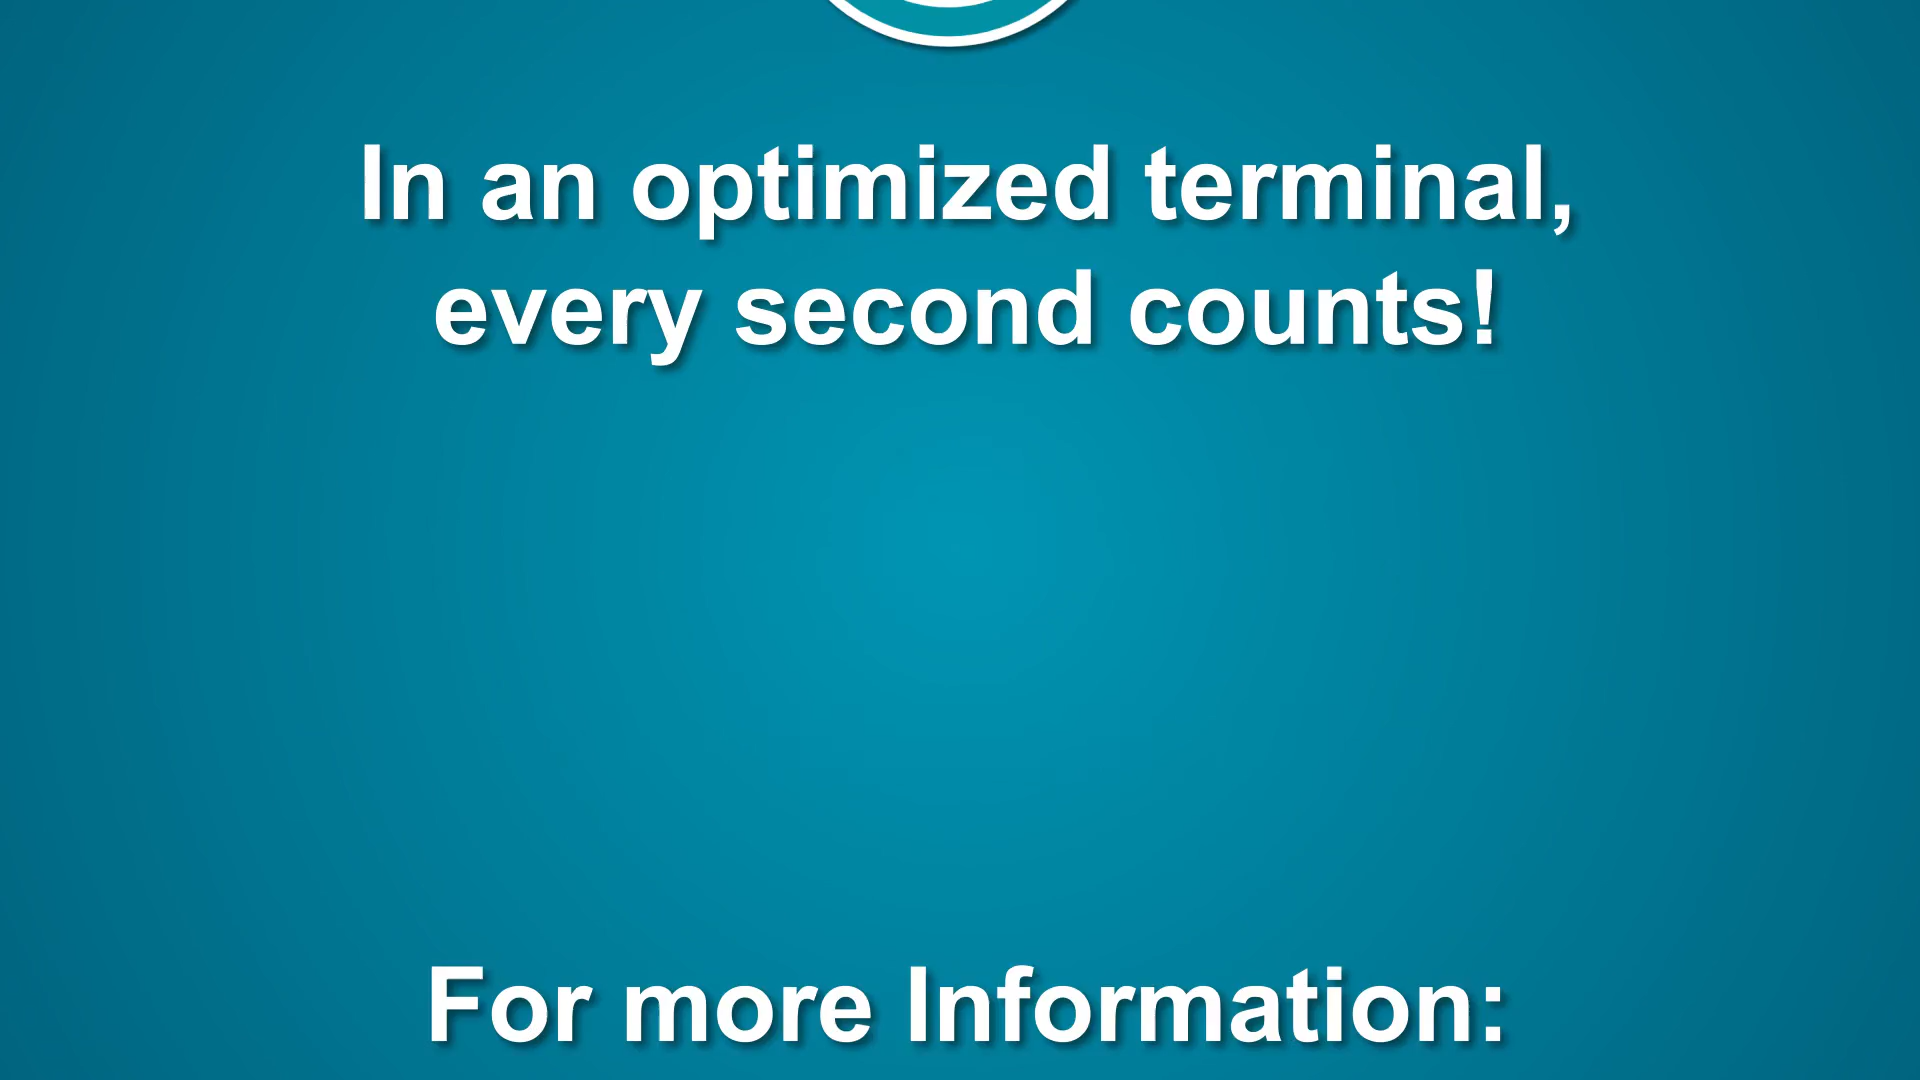 In an optimized terminal,
every second counts!
For more Information: